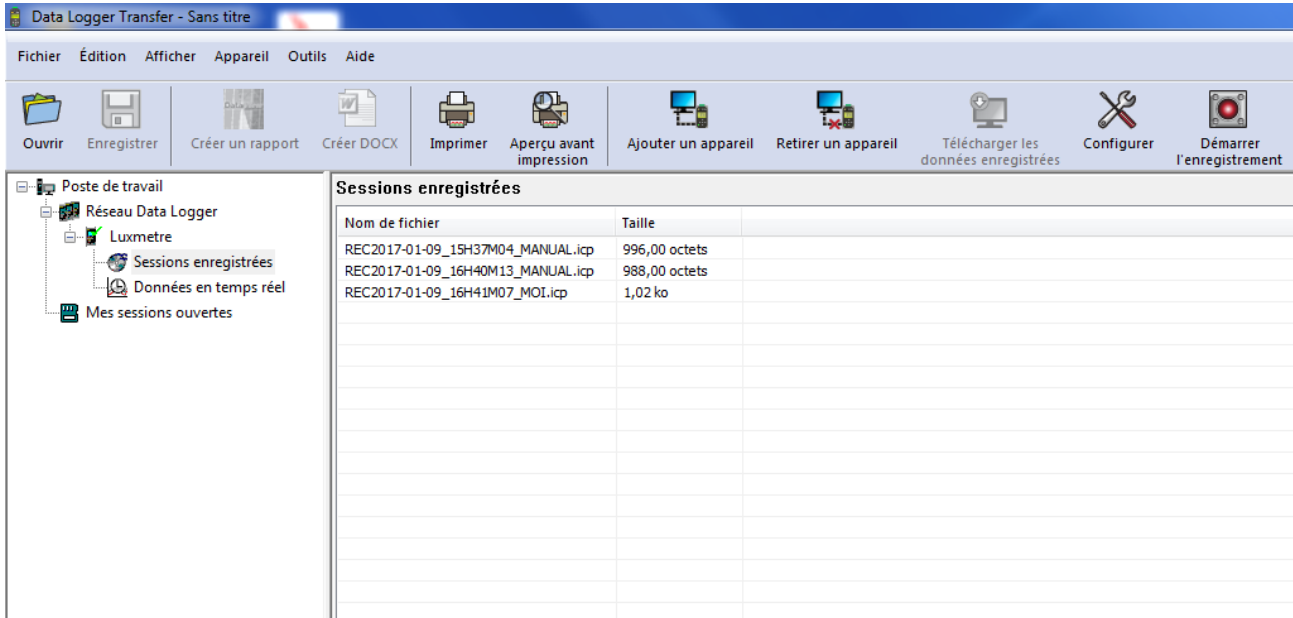 Data Logger Transfer - Sans titre
Fichier Édition Afficher Appareil Outils Aide
Ouvrir Enregistrer Créer un rapport Créer DOCX Imprimer Aperçu avant impression Ajouter un appareil Retirer un appareil Télécharger les données enregistrées Configurer Démarrer l'enregistrement
Poste de travail
Réseau Data Logger
Luxmetre
Sessions enregistrées
Données en temps réel
Mes sessions ouvertes
Sessions enregistrées
Nom de fichier Taille
REC2017-01-09_15H37M04_MANUAL.icp 996,00 octets
REC2017-01-09_16H40M13_MANUAL.icp 988,00 octets
REC2017-01-09_16H41M07_MOI.icp 1,02 ko